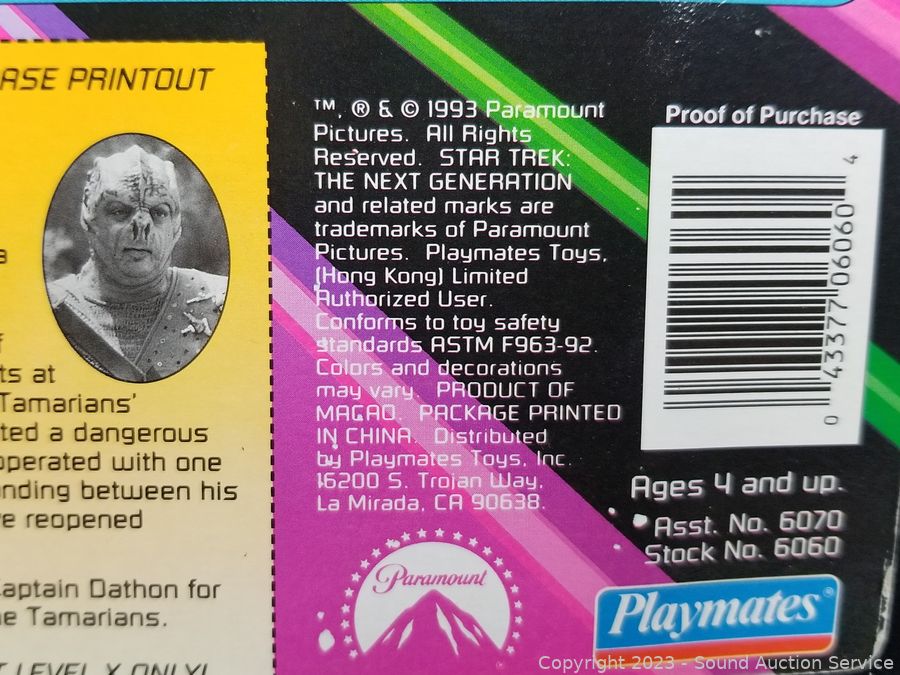 ASE PRINTOUT
ts at
Tamarians'
ted a dangerous
operated with one
nding between his
e reopened
Captain Dathon for
e Tamarians.
T LEVEL X ONLY!
™, ® & © 1993 Paramount
Pictures. All Rights
Reserved. STAR TREK:
THE NEXT GENERATION
and related marks are
trademarks of Paramount
Pictures. Playmates Toys,
(Hong Kong) Limited
Authorized User.
Conforms to toy safety
standards ASTM F963-92.
Colors and decorations
may vary. PRODUCT OF
MACAO. PACKAGE PRINTED
IN CHINA. Distributed
by Playmates Toys, Inc.
16200 S. Trojan Way,
La Mirada, CA 90638.
Paramount
Proof of Purchase
0 43377 06060 4
Ages 4 and up.
Asst. No. 6070
Stock No. 6060
Playmates®
Copyright 2023 - Sound Auction Service